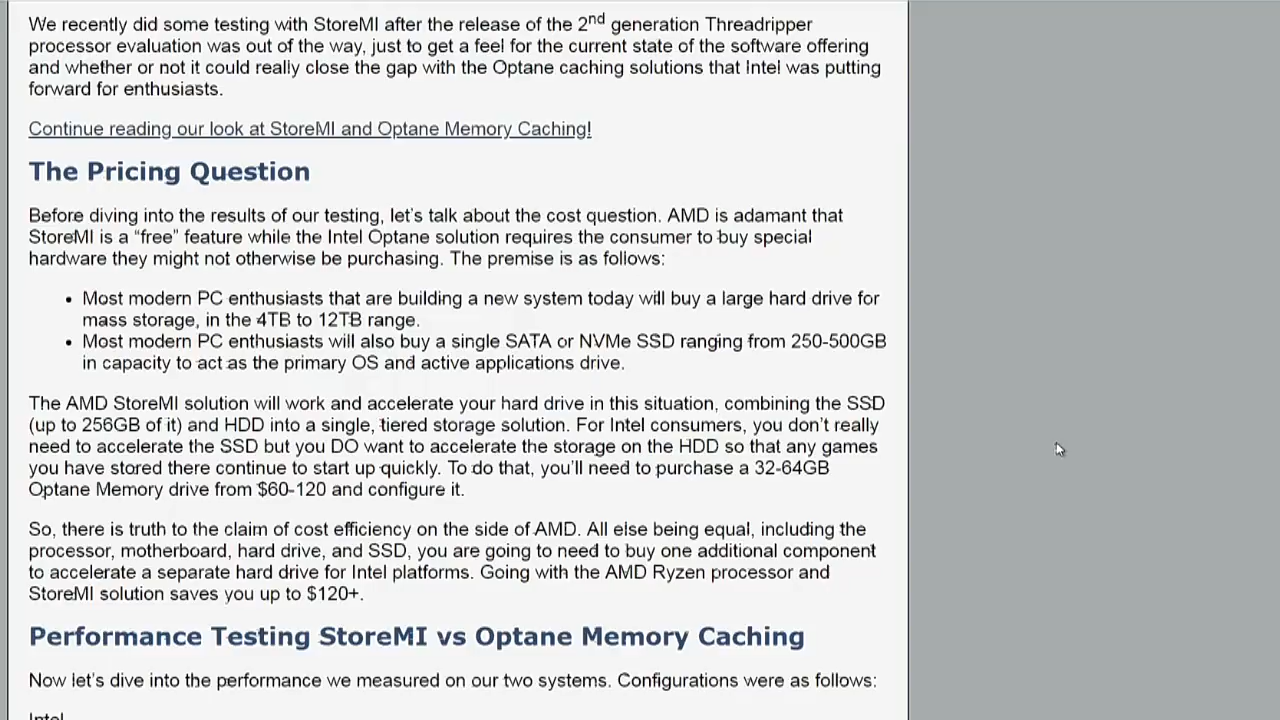 We recently did some testing with StoreMI after the release of the 2nd generation Threadripper
processor evaluation was out of the way, just to get a feel for the current state of the software offering
and whether or not it could really close the gap with the Optane caching solutions that Intel was putting
forward for enthusiasts.
Continue reading our look at StoreMI and Optane Memory Caching!
The Pricing Question
Before diving into the results of our testing, let's talk about the cost question. AMD is adamant that
StoreMI is a “free” feature while the Intel Optane solution requires the consumer to buy special
hardware they might not otherwise be purchasing. The premise is as follows:
• Most modern PC enthusiasts that are building a new system today will buy a large hard drive for
mass storage, in the 4TB to 12TB range.
• Most modern PC enthusiasts will also buy a single SATA or NVMe SSD ranging from 250-500GB
in capacity to act as the primary OS and active applications drive.
The AMD StoreMI solution will work and accelerate your hard drive in this situation, combining the SSD
(up to 256GB of it) and HDD into a single, tiered storage solution. For Intel consumers, you don't really
need to accelerate the SSD but you DO want to accelerate the storage on the HDD so that any games
you have stored there continue to start up quickly. To do that, you'll need to purchase a 32-64GB
Optane Memory drive from $60-120 and configure it.
So, there is truth to the claim of cost efficiency on the side of AMD. All else being equal, including the
processor, motherboard, hard drive, and SSD, you are going to need to buy one additional component
to accelerate a separate hard drive for Intel platforms. Going with the AMD Ryzen processor and
StoreMI solution saves you up to $120+.
Performance Testing StoreMI vs Optane Memory Caching
Now let's dive into the performance we measured on our two systems. Configurations were as follows:
Intel